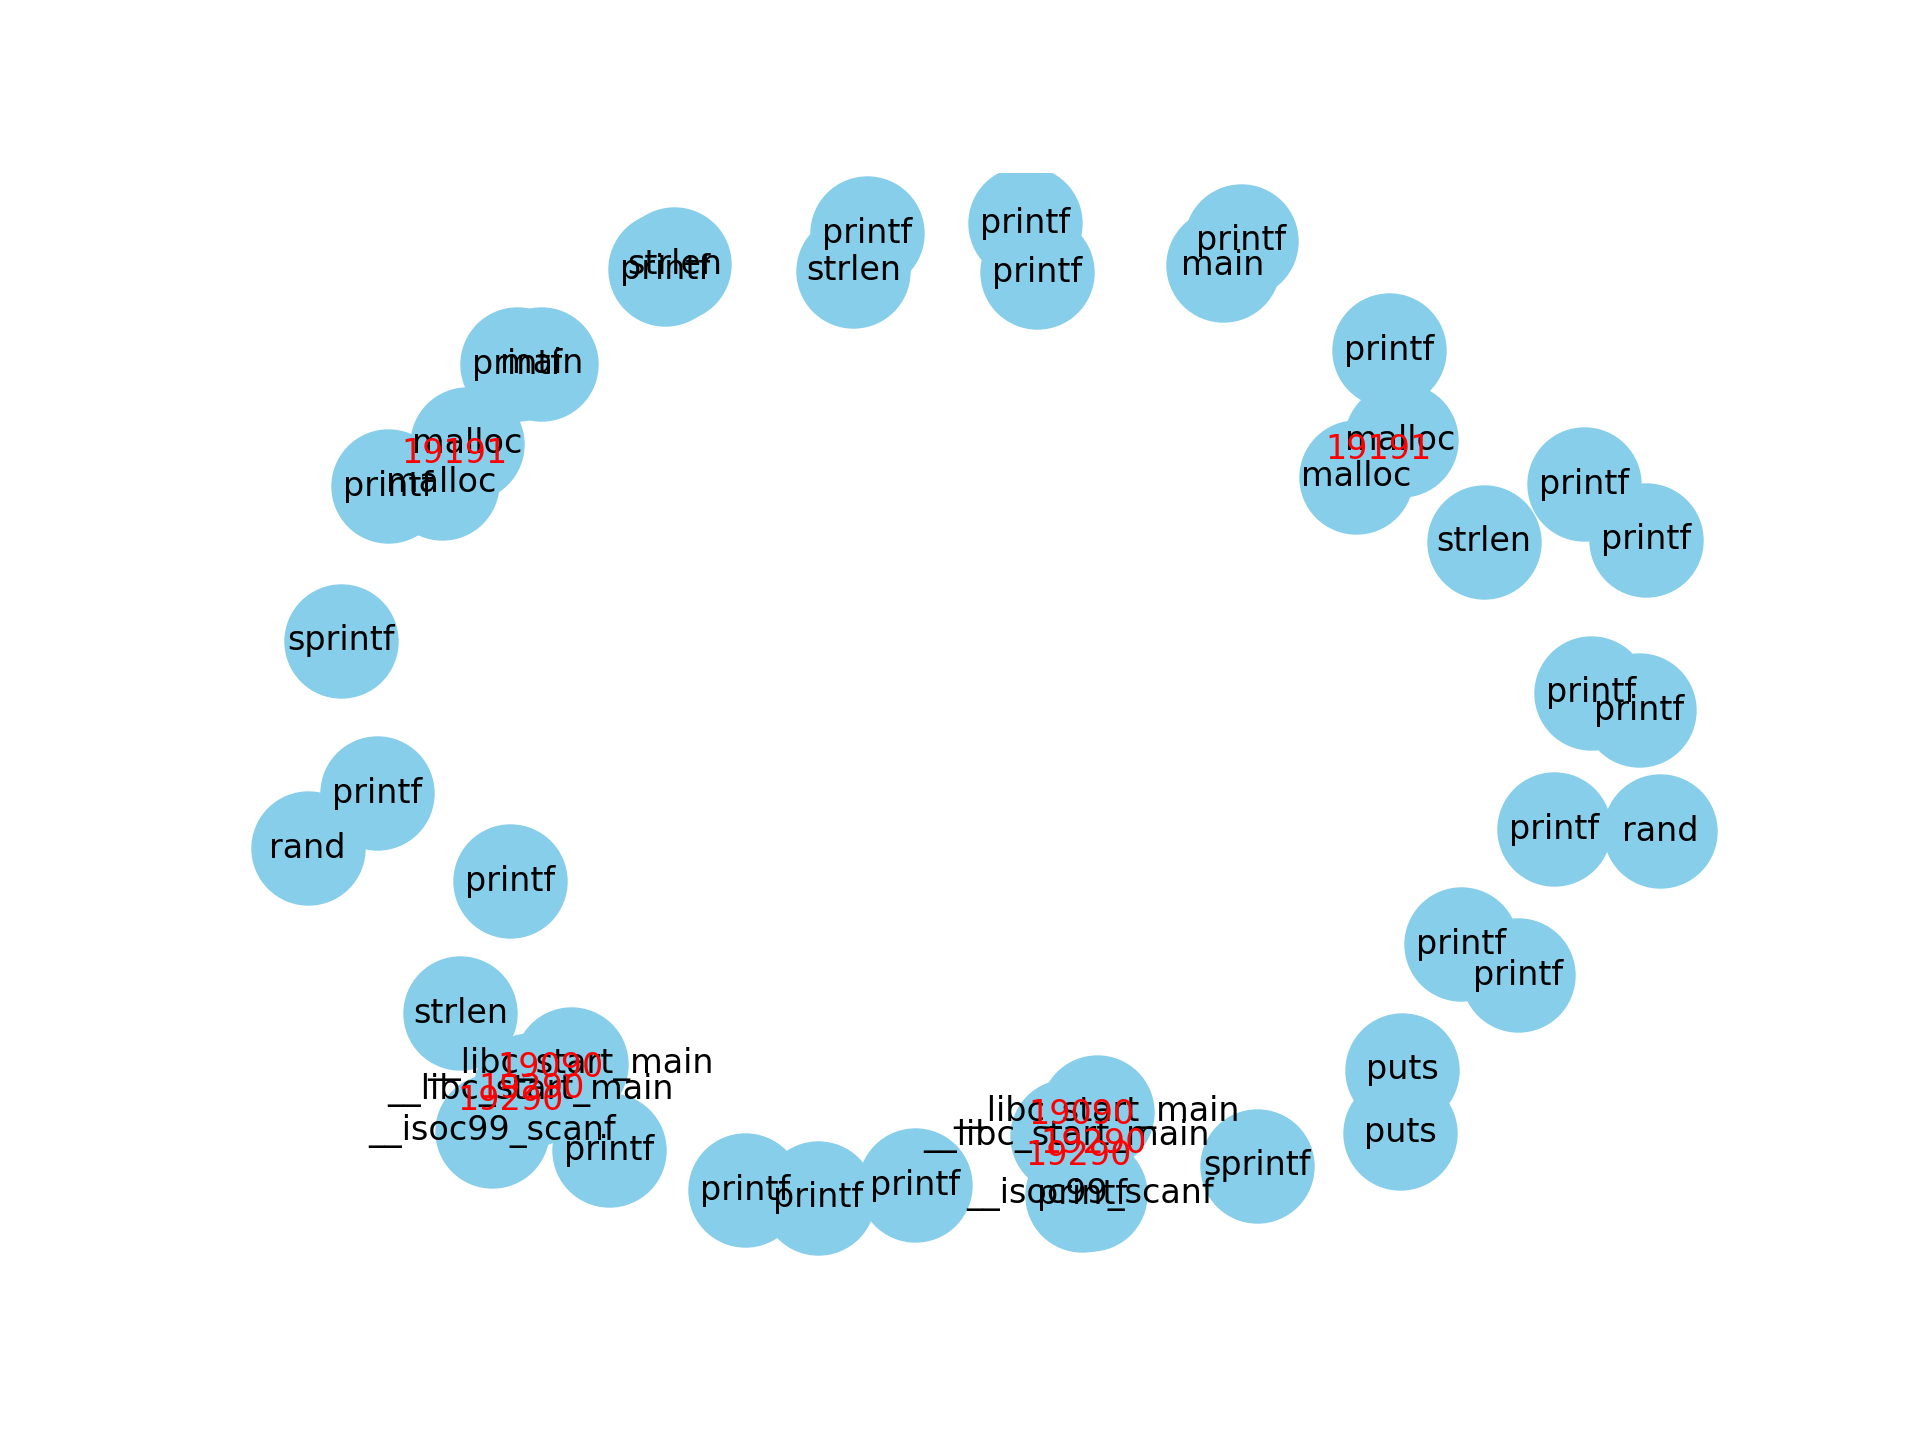 printf
printf
printf
strlen
printf
main
strlen
printf
printf
printf
main
malloc
malloc
19191
19191
malloc
printf
malloc
printf
strlen
printf
sprintf
printf
printf
printf
printf
rand
rand
printf
printf
printf
strlen
__libc_start_main
19090
puts
__libc_start_main
19290
19290
__libc_start_main
19090
__isoc99_scanf
__libc_start_main
19290
puts
printf
19290
sprintf
printf
printf
printf
__isoc99_scanf
printf